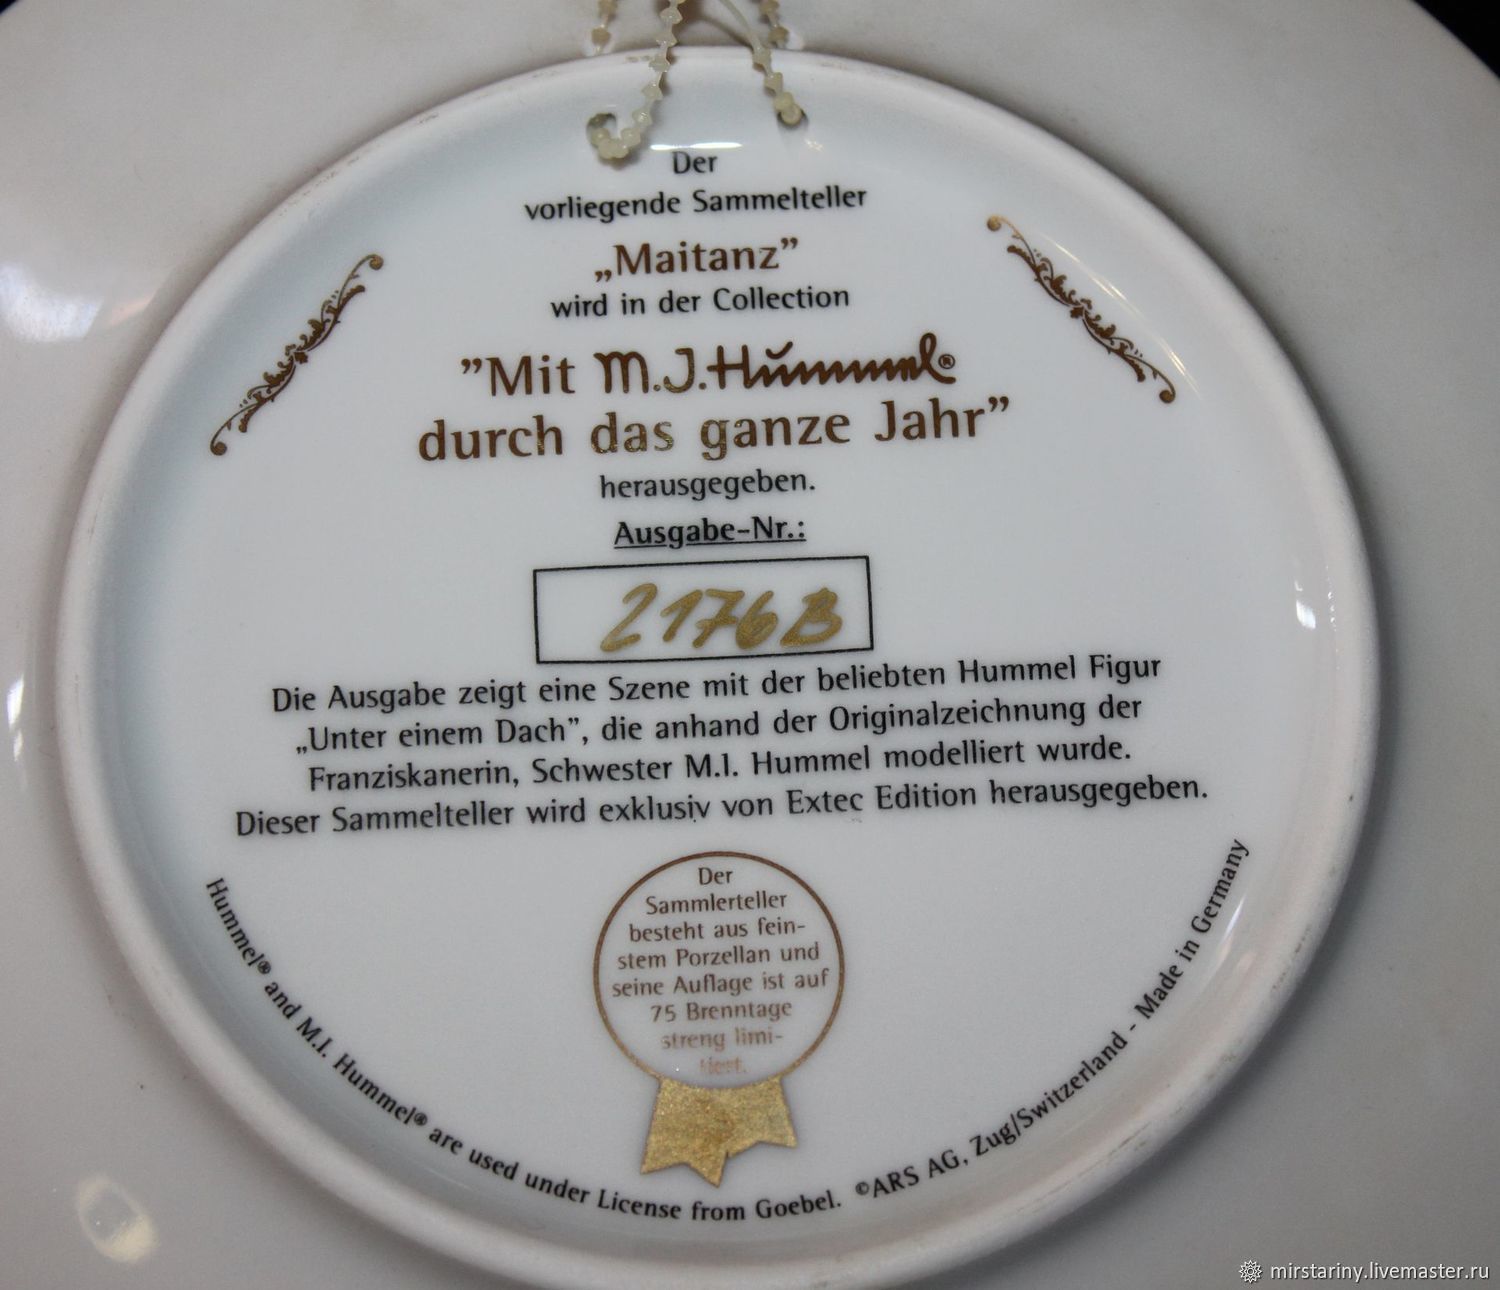 Der
vorliegende Sammelteller
„Maitanz”
wird in der Collection
”Mit M.J.Hummel®
durch das ganze Jahr”
herausgegeben.
Ausgabe-Nr.:
2176B
Die Ausgabe zeigt eine Szene mit der beliebten Hummel Figur
„Unter einem Dach”, die anhand der Originalzeichnung der
Franziskanerin, Schwester M.I. Hummel modelliert wurde.
Dieser Sammelteller wird exklusiv von Extec Edition herausgegeben.
Der
Sammlerteller
besteht aus fein-
stem Porzellan und
seine Auflage ist auf
75 Brenntage
streng limi-
tiert.
Hummel® and M.I. Hummel® are used under License from Goebel. ©ARS AG, Zug/Switzerland - Made in Germany
mirstariny.livemaster.ru